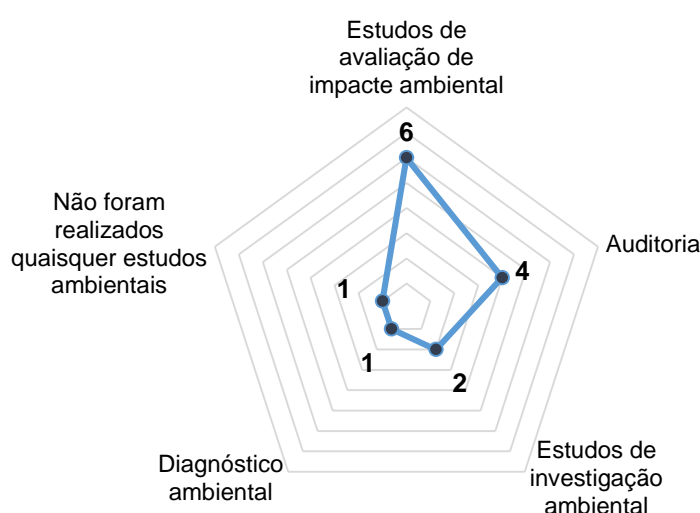 Estudos de
avaliação de
impacte ambiental
6
Não foram
realizados
quaisquer estudos
ambientais
Auditoria
4
1
1
2
Diagnóstico
ambiental
Estudos de
investigação
ambiental